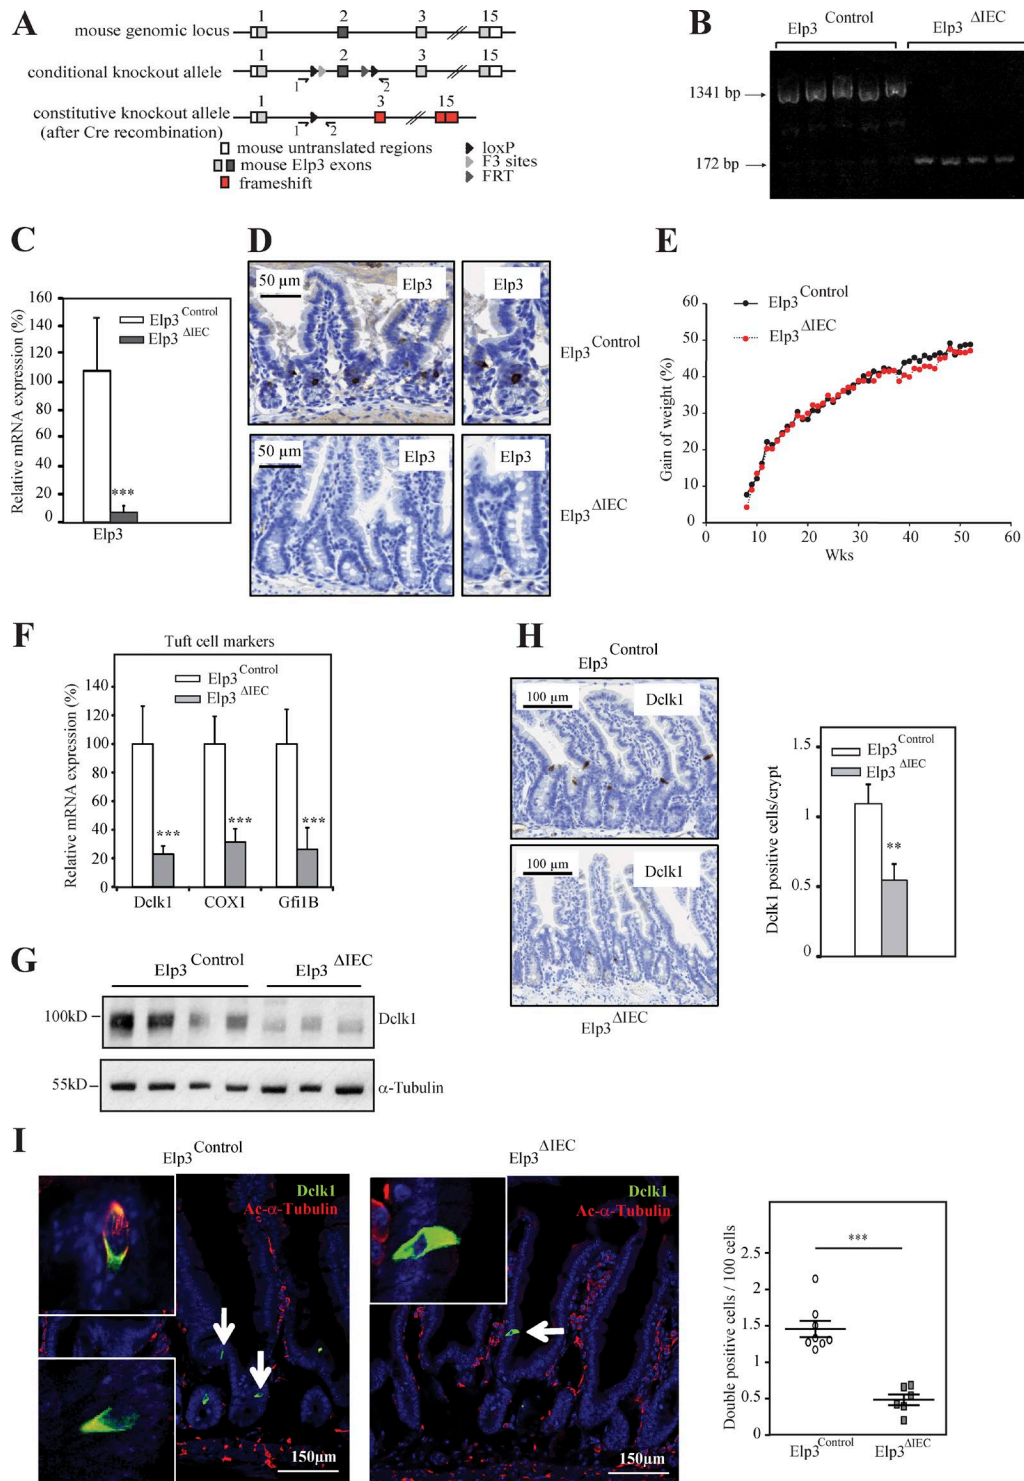 A
1 2 3 15
mouse genomic locus
1 2 3 15
conditional knockout allele
1 2
1 3 15
constitutive knockout allele
(after Cre recombination)
1 2
mouse untranslated regions
mouse Elp3 exons
frameshift
loxP
F3 sites
FRT
B
Elp3 Control Elp3 ΔIEC
1341 bp
172 bp
C
Relative mRNA expression (%)
160
140
120
100
80
60
40
20
0
Elp3 Control
Elp3 ΔIEC
***
Elp3
D
50 µm Elp3 Elp3
Elp3 Control
50 µm Elp3 Elp3
Elp3 ΔIEC
E
Gain of weight (%)
60
50
40
30
20
10
0
Elp3 Control
Elp3 ΔIEC
0 10 20 30 40 50 60
Wks
F
Tuft cell markers
Relative mRNA expression (%)
140
120
100
80
60
40
20
0
Elp3 Control
Elp3 ΔIEC
*** *** ***
Dclk1 COX1 Gfi1B
G
Elp3 Control Elp3 ΔIEC
100kD Dclk1
55kD α-Tubulin
H
Elp3 Control
100 µm Dclk1
100 µm Dclk1
Elp3 ΔIEC
Dclk1 positive cells/crypt
1.5
1
0.5
0
Elp3 Control
Elp3 ΔIEC
**
I
Elp3 Control
Dclk1
Ac-α-Tubulin
150µm
Elp3 ΔIEC
Dclk1
Ac-α-Tubulin
150µm
Double positive cells / 100 cells
2.5
2
1.5
1
0.5
0
***
Elp3 Control Elp3 ΔIEC